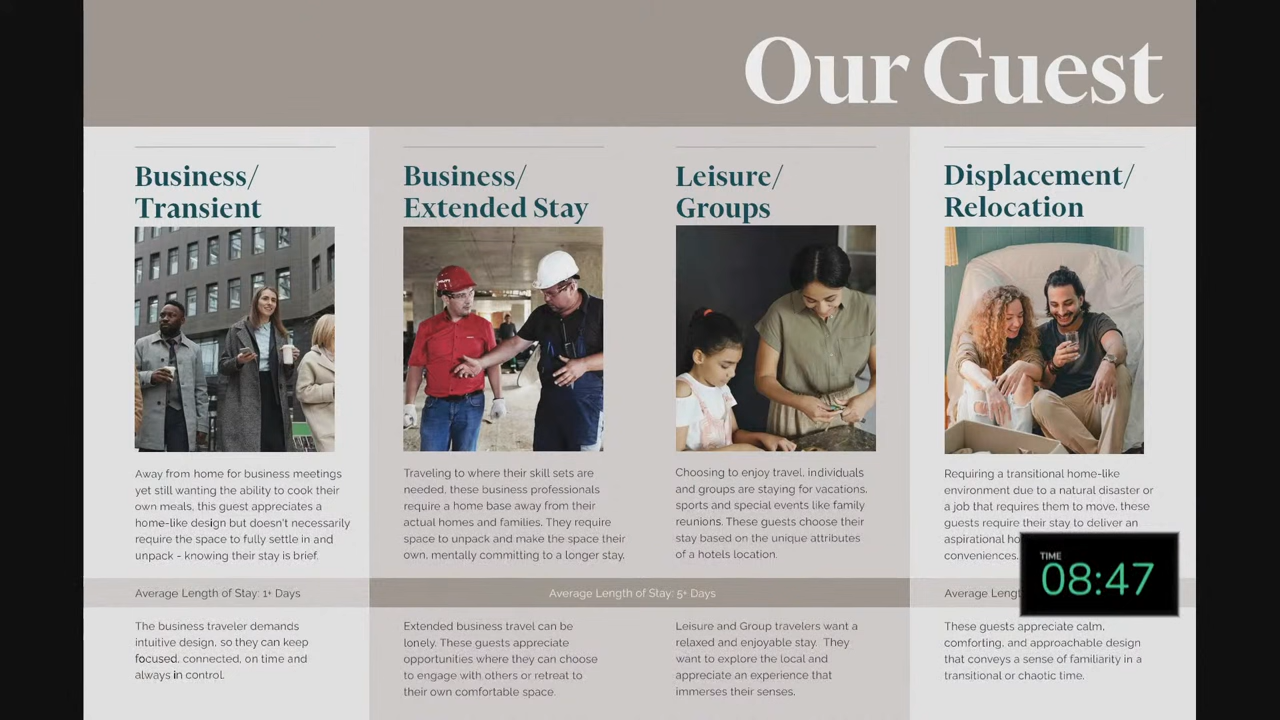 Our Guest
Business/
Transient
Away from home for business meetings
yet still wanting the ability to cook their
own meals, this guest appreciates a
home-like design but doesn't necessarily
require the space to fully settle in and
unpack - knowing their stay is brief.
Average Length of Stay: 1+ Days
The business traveler demands
intuitive design, so they can keep
focused, connected, on time and
always in control.
Business/
Extended Stay
Traveling to where their skill sets are
needed, these business professionals
require a home base away from their
actual homes and families. They require
space to unpack and make the space their
own, mentally committing to a longer stay.
Average Length of Stay: 5+ Days
Extended business travel can be
lonely. These guests appreciate
opportunities where they can choose
to engage with others or retreat to
their own comfortable space.
Leisure/
Groups
Choosing to enjoy travel, individuals
and groups are staying for vacations,
sports and special events like family
reunions. These guests choose their
stay based on the unique attributes
of a hotels location.
Leisure and Group travelers want a
relaxed and enjoyable stay. They
want to explore the local and
appreciate an experience that
immerses their senses.
Displacement/
Relocation
Requiring a transitional home-like
environment due to a natural disaster or
a job that requires them to move, these
guests require their stay to deliver an
aspirational
conveniences.
Average
These guests appreciate calm,
comforting, and approachable design
that conveys a sense of familiarity in a
transitional or chaotic time.
TIME
08:47